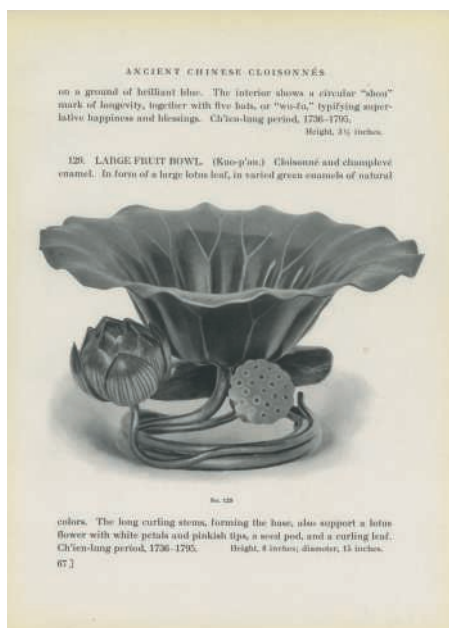 ANCIENT CHINESE CLOISONNÉS
on a ground of brilliant blue. The interior shows a circular "shou"
mark of longevity, together with five bats, or "wu-fu," typifying super-
lative happiness and blessings. Ch'ien-lung period, 1736-1795.
Height, 3½ inches.
129. LARGE FRUIT BOWL. (Kuo-p'an.) Cloisonné and champlevé
enamel. In form of a large lotus leaf, in varied green enamels of natural
No. 129
colors. The long curling stems, forming the base, also support a lotus
flower with white petals and pinkish tips, a seed pod, and a curling leaf.
Ch'ien-lung period, 1736-1795. Height, 6 inches; diameter, 15 inches.
67 ]